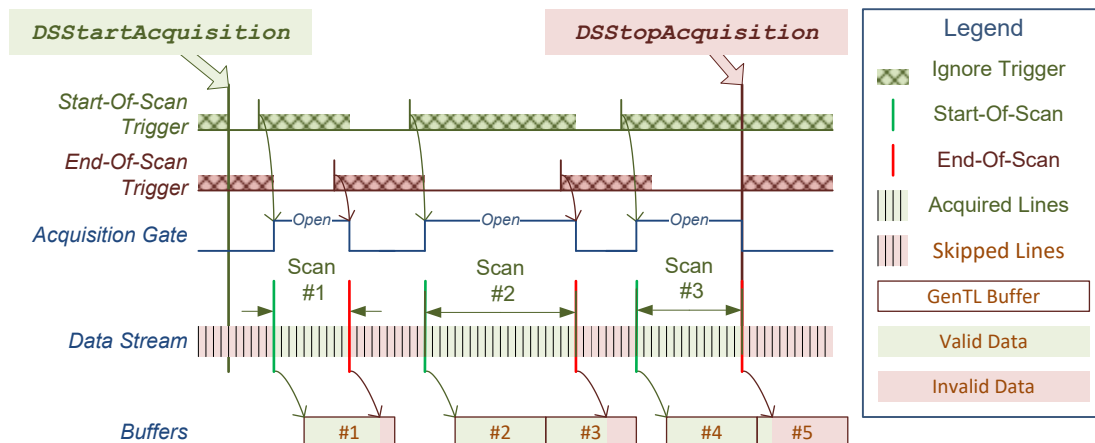 DSStartAcquisition
DSStopAcquisition
Legend
Ignore Trigger
Start-Of-Scan
End-Of-Scan
Acquired Lines
Skipped Lines
GenTL Buffer
Valid Data
Invalid Data
Start-Of-Scan
Trigger
End-Of-Scan
Trigger
Acquisition Gate
Open
Open
Open
Scan
#1
Scan
#2
Scan
#3
Data Stream
Buffers
#1
#2
#3
#4
#5